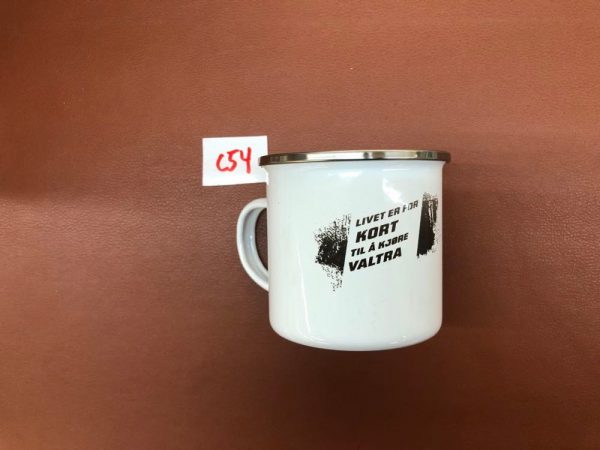 C54
LIVET ER FOR
KORT
TIL Å KJØRE
VALTRA